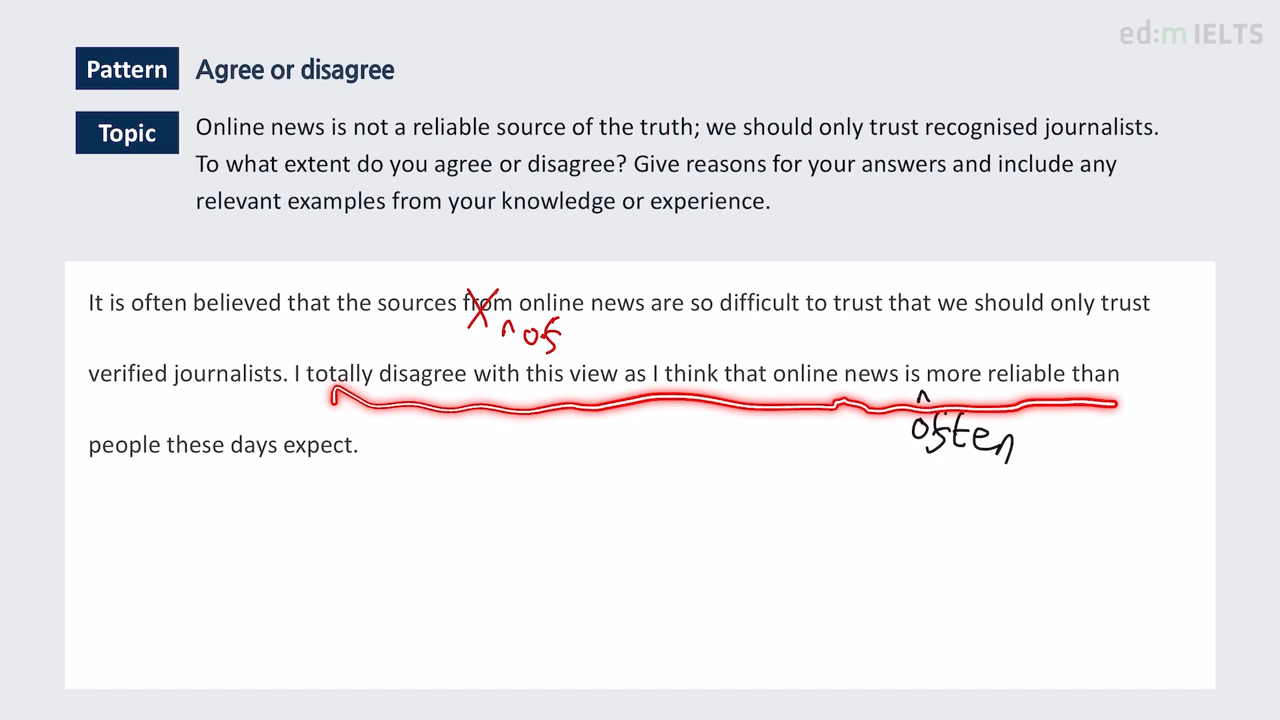 ed:m IELTS
Pattern Agree or disagree
Topic Online news is not a reliable source of the truth; we should only trust recognised journalists.
To what extent do you agree or disagree? Give reasons for your answers and include any
relevant examples from your knowledge or experience.
It is often believed that the sources from online news are so difficult to trust that we should only trust
^ of
verified journalists. I totally disagree with this view as I think that online news is more reliable than
^
often
people these days expect.